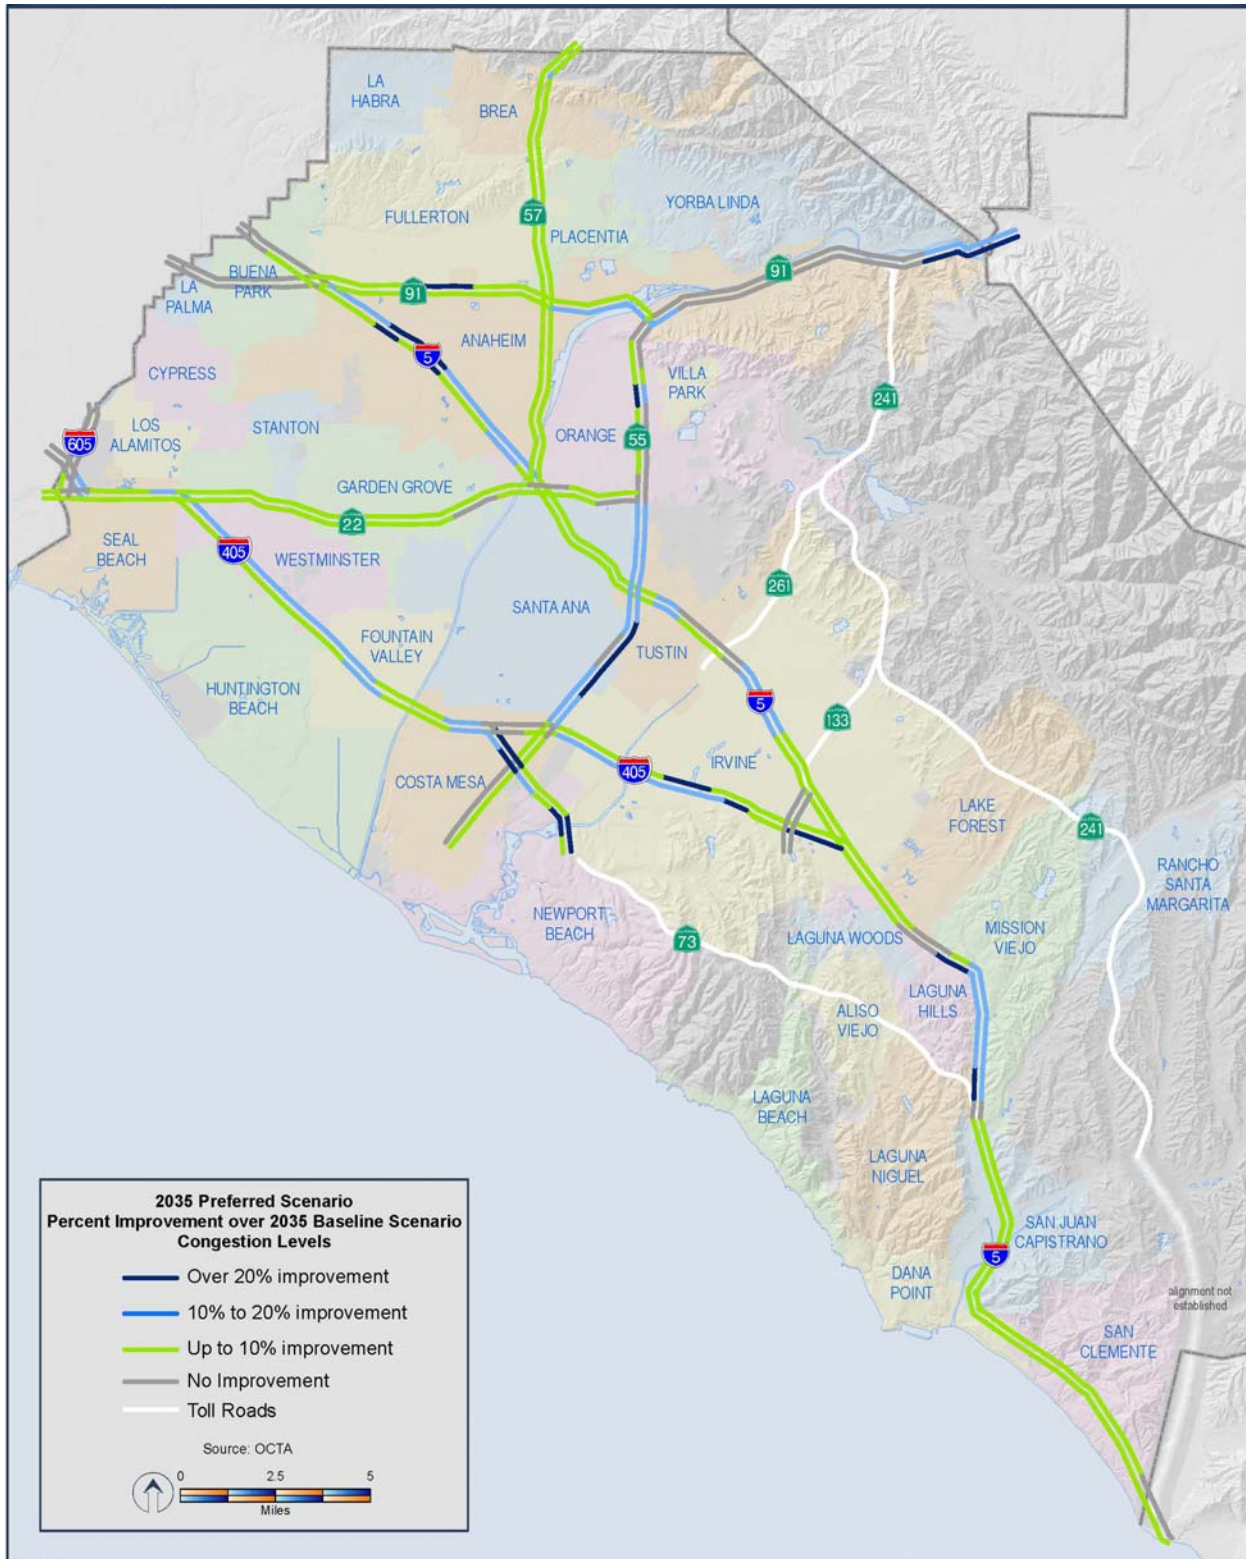 LA
HABRA
BREA
FULLERTON
57
PLACENTIA
YORBA LINDA
91
BUENA
PARK
LA
PALMA
91
ANAHEIM
5
CYPRESS
VILLA
PARK
241
LOS
ALAMITOS
STANTON
ORANGE
55
605
GARDEN GROVE
22
SEAL
BEACH
405
WESTMINSTER
261
SANTA ANA
FOUNTAIN
VALLEY
TUSTIN
HUNTINGTON
BEACH
5
133
COSTA MESA
405
IRVINE
LAKE
FOREST
241
RANCHO
SANTA
MARGARITA
NEWPORT
BEACH
73
LAGUNA WOODS
MISSION
VIEJO
LAGUNA
HILLS
ALISO
VIEJO
LAGUNA
BEACH
LAGUNA
NIGUEL
SAN JUAN
CAPISTRANO
5
DANA
POINT
alignment not
established
SAN
CLEMENTE
2035 Preferred Scenario
Percent Improvement over 2035 Baseline Scenario
Congestion Levels
Over 20% improvement
10% to 20% improvement
Up to 10% improvement
No Improvement
Toll Roads
Source: OCTA
0 2.5 5
Miles